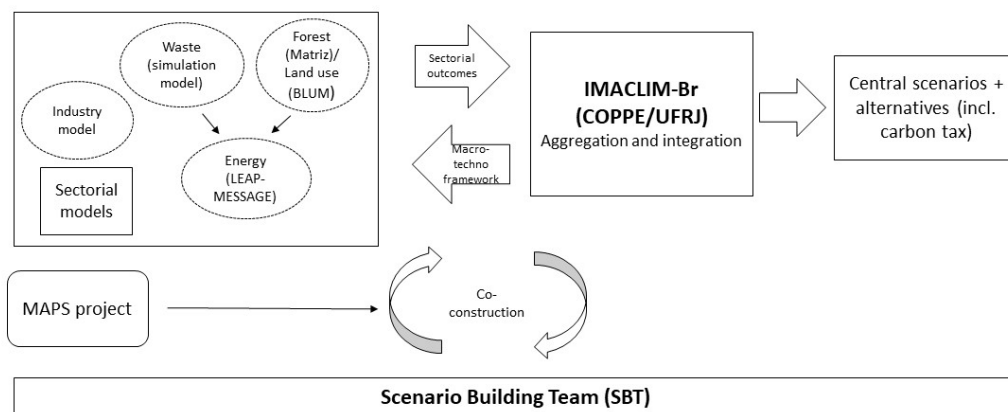 Waste
(simulation
model)
Forest
(Matriz)/
Land use
(BLUM)
Industry
model
Energy
(LEAP-
MESSAGE)
Sectorial
models
Sectorial
outcomes
Macro-
techno
framework
IMACLIM-Br
(COPPE/UFRJ)
Aggregation and integration
Central scenarios +
alternatives (incl.
carbon tax)
MAPS project
Co-
construction
Scenario Building Team (SBT)